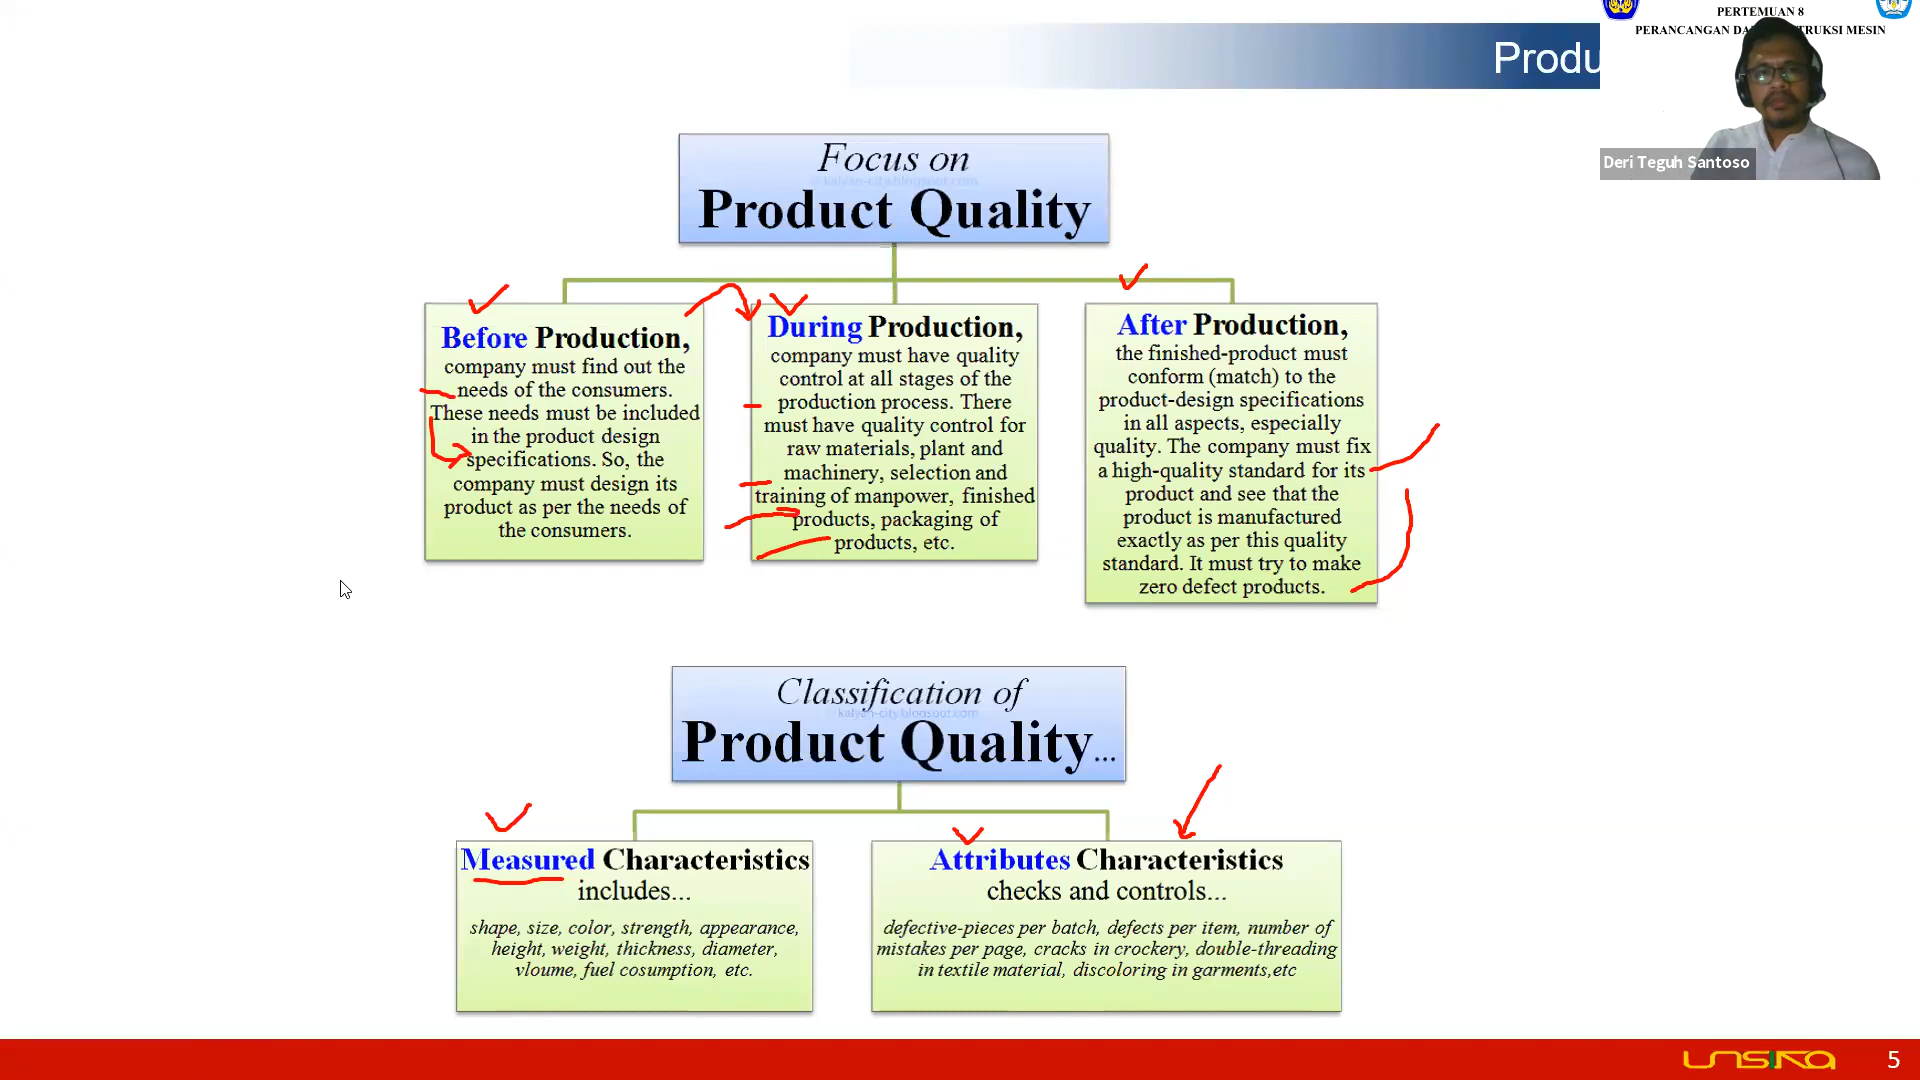 PERTEMUAN 8
PERANCANGAN DA TRUKSI MESIN
Produ
Deri Teguh Santoso
Focus on
kalyan-city.blogspot.com
Product Quality
Before Production,
company must find out the
needs of the consumers.
These needs must be included
in the product design
specifications. So, the
company must design its
product as per the needs of
the consumers.
During Production,
company must have quality
control at all stages of the
production process. There
must have quality control for
raw materials, plant and
machinery, selection and
training of manpower, finished
products, packaging of
products, etc.
After Production,
the finished-product must
conform (match) to the
product-design specifications
in all aspects, especially
quality. The company must fix
a high-quality standard for its
product and see that the
product is manufactured
exactly as per this quality
standard. It must try to make
zero defect products.
Classification of
kalyan-city.blogspot.com
Product Quality...
Measured Characteristics
includes...
shape, size, color, strength, appearance,
height, weight, thickness, diameter,
vloume, fuel cosumption, etc.
Attributes Characteristics
checks and controls...
defective-pieces per batch, defects per item, number of
mistakes per page, cracks in crockery, double-threading
in textile material, discoloring in garments,etc
UNSIKA
5